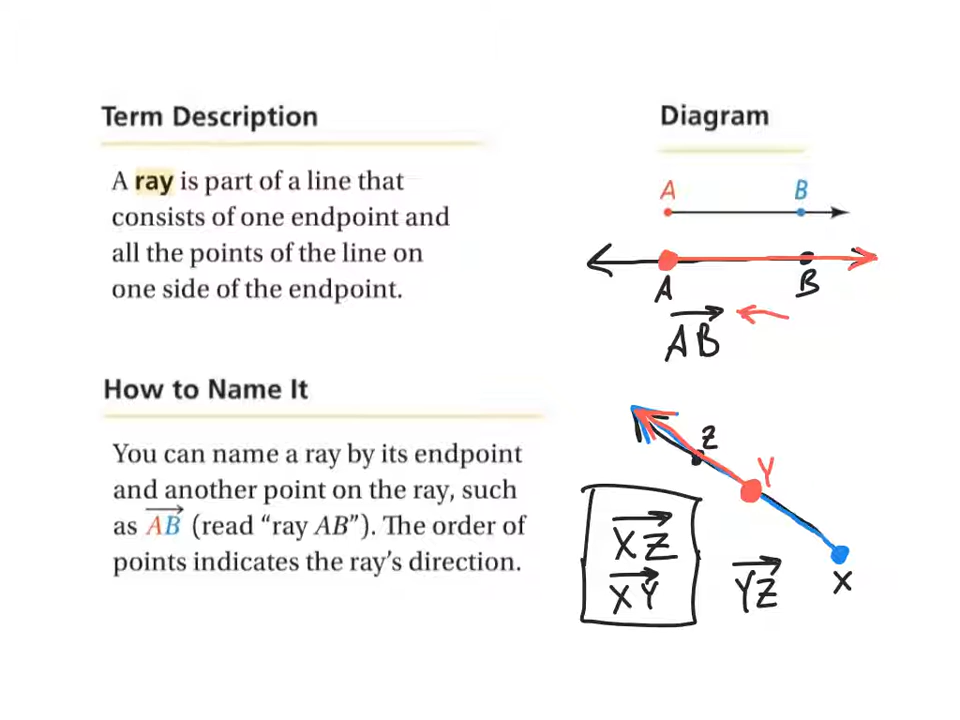 Term Description
A ray is part of a line that
consists of one endpoint and
all the points of the line on
one side of the endpoint.
How to Name It
You can name a ray by its endpoint
and another point on the ray, such
as AB (read “ray AB”). The order of
points indicates the ray’s direction.
Diagram
A B
A B
AB
Z
Y
X
XZ
XY
YZ